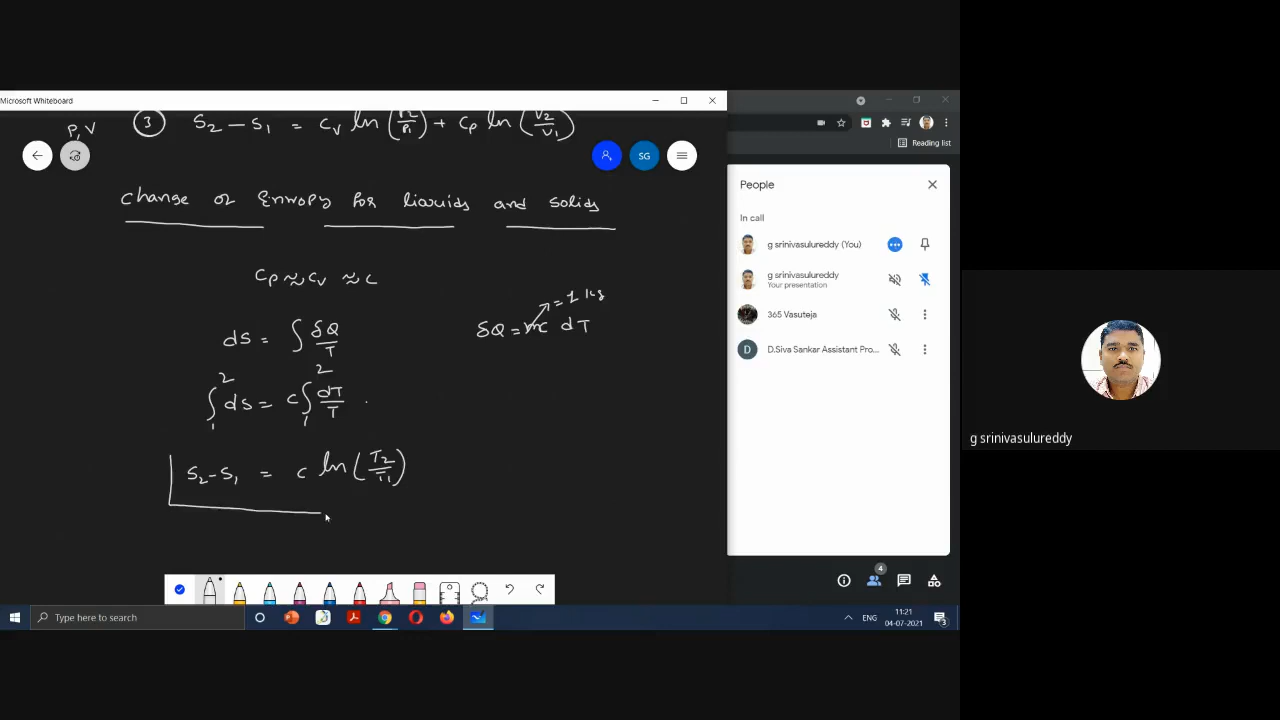 Microsoft Whiteboard
P, V
③ S₂ - S₁ = Cv ln (P₂/P₁) + Cp ln (V₂/V₁)
SG
Reading list
change of Entropy for liquids and solids
Cp ≈ Cv ≈ C
ds = ∫ δQ/T
δQ = mc dT
= 1 kg
∫₁² ds = C ∫₁² dT/T .
S₂ - S₁ = C ln (T₂/T₁)
People
In call
g srinivasulureddy (You)
g srinivasulureddy
Your presentation
365 Vasuteja
D
D.Siva Sankar Assistant Pro...
4
g srinivasulureddy
Type here to search
ENG
11:21
04-07-2021
3